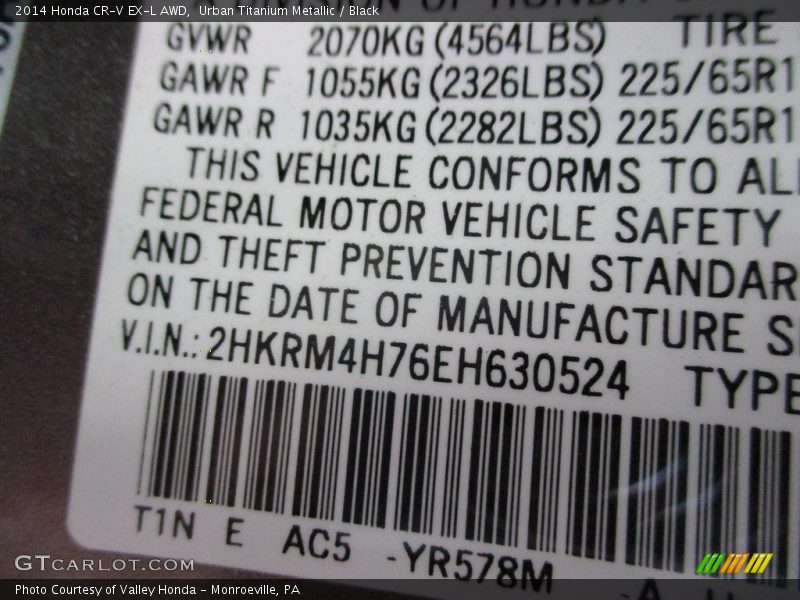 2014 Honda CR-V EX-L AWD, Urban Titanium Metallic / Black
GVWR 2070KG (4564LBS) TIRE
GAWR F 1055KG (2326LBS) 225/65R1
GAWR R 1035KG (2282LBS) 225/65R1
THIS VEHICLE CONFORMS TO ALL
FEDERAL MOTOR VEHICLE SAFETY
AND THEFT PREVENTION STANDAR
ON THE DATE OF MANUFACTURE S
V.I.N.: 2HKRM4H76EH630524 TYPE
T1N E AC5 -YR578M
GTCARLOT.COM
Photo Courtesy of Valley Honda - Monroeville, PA